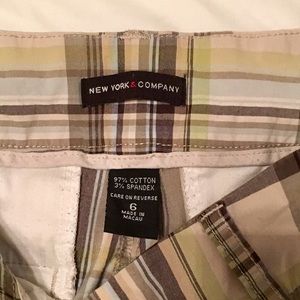 NEW YORK & COMPANY
97% COTTON
3% SPANDEX
CARE ON REVERSE
6
MADE IN
MACAU